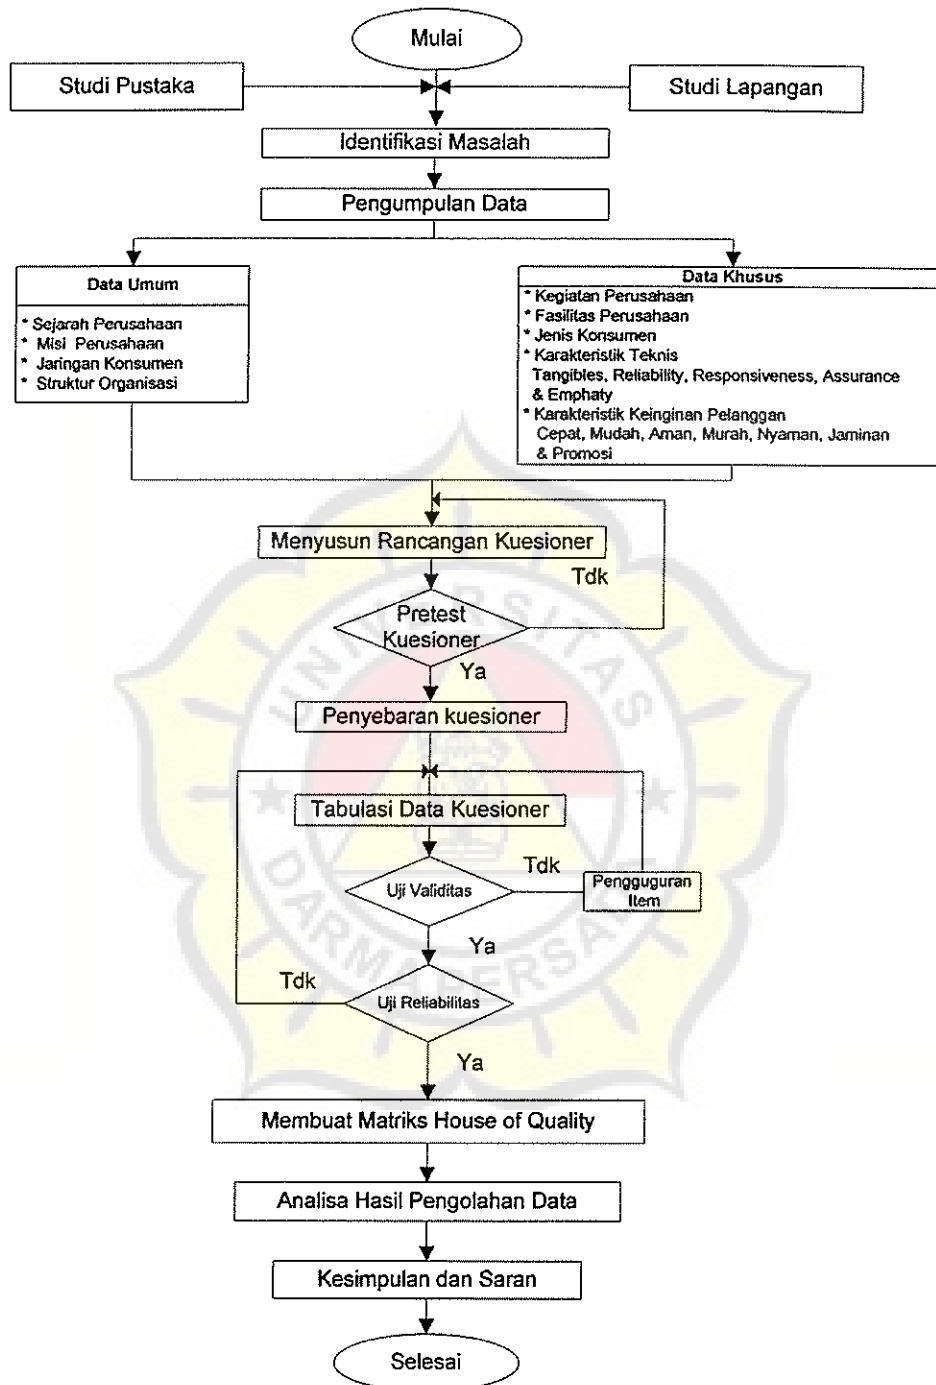 Mulai
Studi Pustaka
Studi Lapangan
Identifikasi Masalah
Pengumpulan Data
Data Umum
* Sejarah Perusahaan
* Misi Perusahaan
* Jaringan Konsumen
* Struktur Organisasi
Data Khusus
* Kegiatan Perusahaan
* Fasilitas Perusahaan
* Jenis Konsumen
* Karakteristik Teknis
Tangibles, Reliability, Responsiveness, Assurance
& Emphaty
* Karakteristik Keinginan Pelanggan
Cepat, Mudah, Aman, Murah, Nyaman, Jaminan
& Promosi
Menyusun Rancangan Kuesioner
Tdk
Pretest
Kuesioner
Ya
Penyebaran kuesioner
Tabulasi Data Kuesioner
Tdk
Uji Validitas
Pengguguran
Item
Ya
Tdk
Uji Reliabilitas
Ya
Membuat Matriks House of Quality
Analisa Hasil Pengolahan Data
Kesimpulan dan Saran
Selesai
UNIVERSITAS
DARMA PERSADA